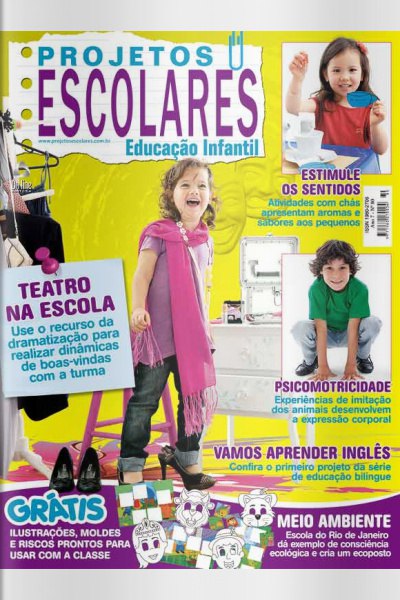 PROJETOS
ESCOLARES
www.projetosescolares.com.br
Educação Infantil
On Line
ESTIMULE
OS SENTIDOS
Atividades com chás
apresentam aromas e
sabores aos pequenos
TEATRO
NA ESCOLA
Use o recurso da
dramatização para
realizar dinâmicas
de boas-vindas
com a turma
PSICOMOTRICIDADE
Experiências de imitação
dos animais desenvolvem
a expressão corporal
VAMOS APRENDER INGLÊS
Confira o primeiro projeto da série
de educação bilíngue
GRÁTIS
ILUSTRAÇÕES, MOLDES
E RISCOS PRONTOS PARA
USAR COM A CLASSE
MEIO AMBIENTE
Escola do Rio de Janeiro
dá exemplo de consciência
ecológica e cria um ecoposto